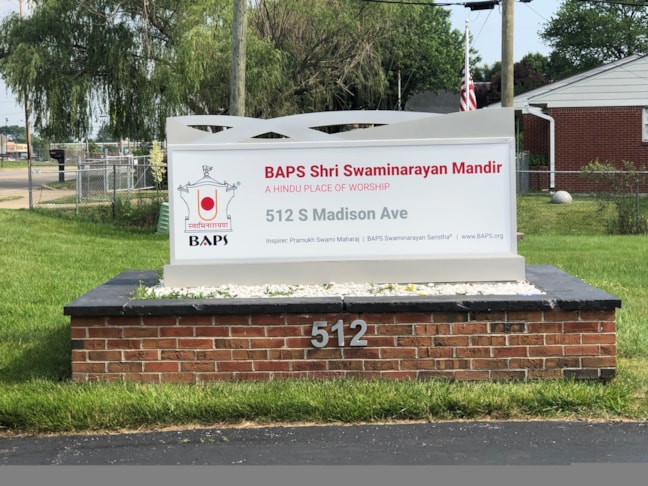 BAPS Shri Swaminarayan Mandir
A HINDU PLACE OF WORSHIP
512 S Madison Ave
Inspirer: Pramukh Swami Maharaj | BAPS Swaminarayan Sanstha® | www.BAPS.org
स्वामिनारायण
BAPS
512